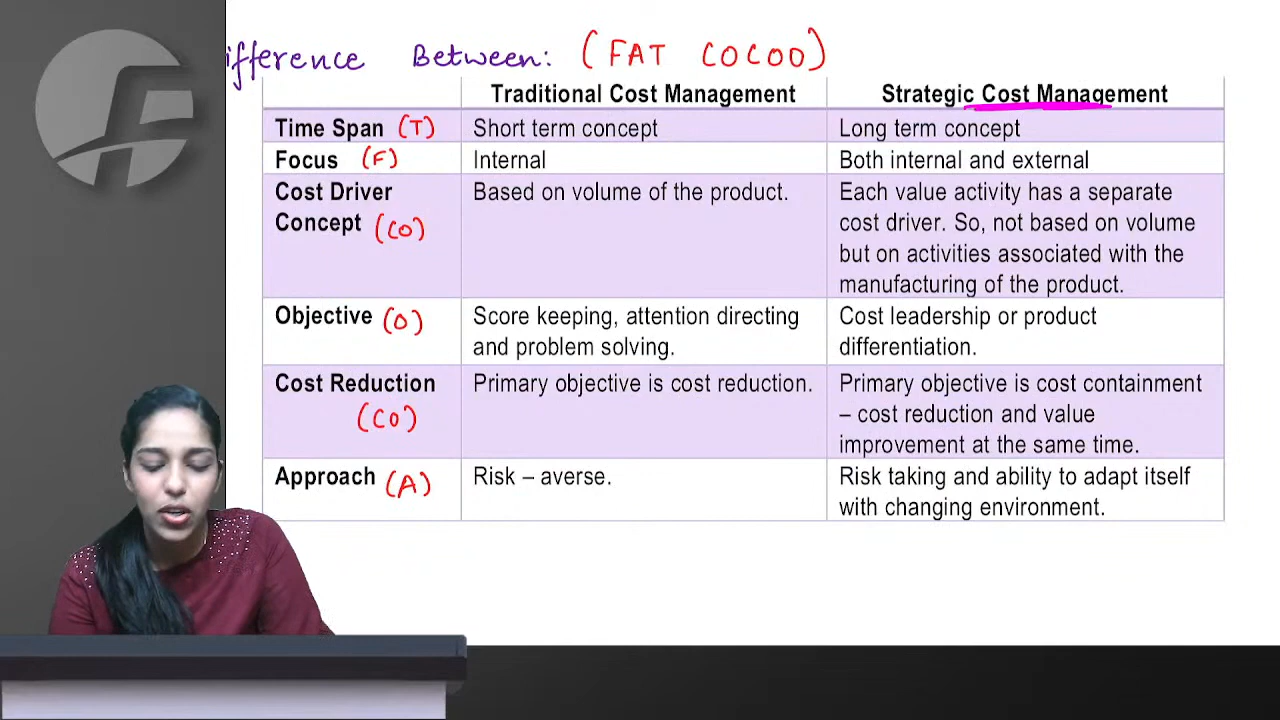 ifference Between: (FAT COCOO)
Traditional Cost Management Strategic Cost Management
Time Span (T) Short term concept Long term concept
Focus (F) Internal Both internal and external
Cost Driver Based on volume of the product. Each value activity has a separate
Concept (CO) cost driver. So, not based on volume
but on activities associated with the
manufacturing of the product.
Objective (O) Score keeping, attention directing Cost leadership or product
and problem solving. differentiation.
Cost Reduction Primary objective is cost reduction. Primary objective is cost containment
(CO) – cost reduction and value
improvement at the same time.
Approach (A) Risk – averse. Risk taking and ability to adapt itself
with changing environment.